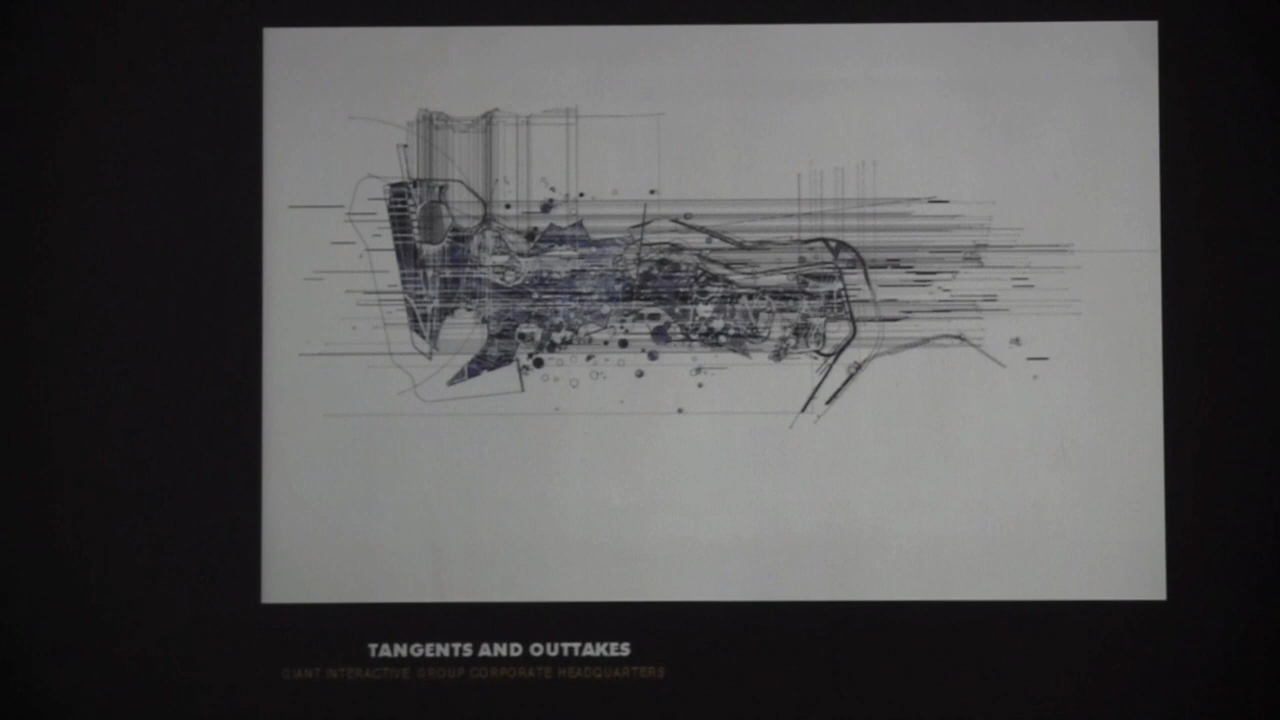 TANGENTS AND OUTTAKES
GIANT INTERACTIVE GROUP CORPORATE HEADQUARTERS